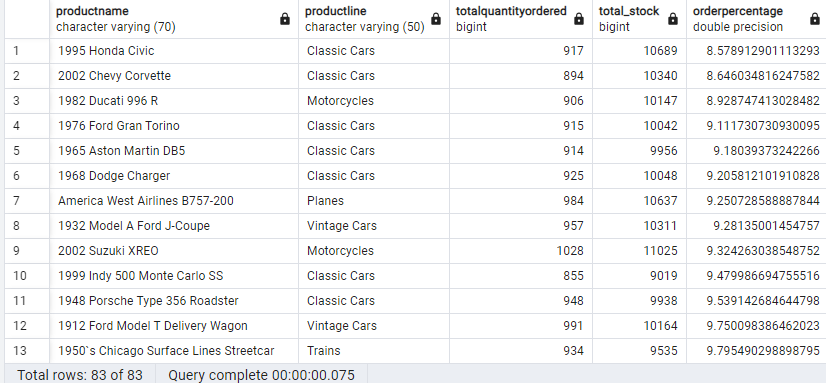 productname productline totalquantityordered total_stock orderpercentage
character varying (70) character varying (50) bigint bigint double precision
1 1995 Honda Civic Classic Cars 917 10689 8.578912901113293
2 2002 Chevy Corvette Classic Cars 894 10340 8.646034816247582
3 1982 Ducati 996 R Motorcycles 906 10147 8.928747413028482
4 1976 Ford Gran Torino Classic Cars 915 10042 9.111730730930095
5 1965 Aston Martin DB5 Classic Cars 914 9956 9.18039373242266
6 1968 Dodge Charger Classic Cars 925 10048 9.205812101910828
7 America West Airlines B757-200 Planes 984 10637 9.250728588887844
8 1932 Model A Ford J-Coupe Vintage Cars 957 10311 9.28135001454757
9 2002 Suzuki XREO Motorcycles 1028 11025 9.324263038548752
10 1999 Indy 500 Monte Carlo SS Classic Cars 855 9019 9.479986694755516
11 1948 Porsche Type 356 Roadster Classic Cars 948 9938 9.539142684644798
12 1912 Ford Model T Delivery Wagon Vintage Cars 991 10164 9.750098386462023
13 1950`s Chicago Surface Lines Streetcar Trains 934 9535 9.795490298898795
Total rows: 83 of 83 Query complete 00:00:00.075